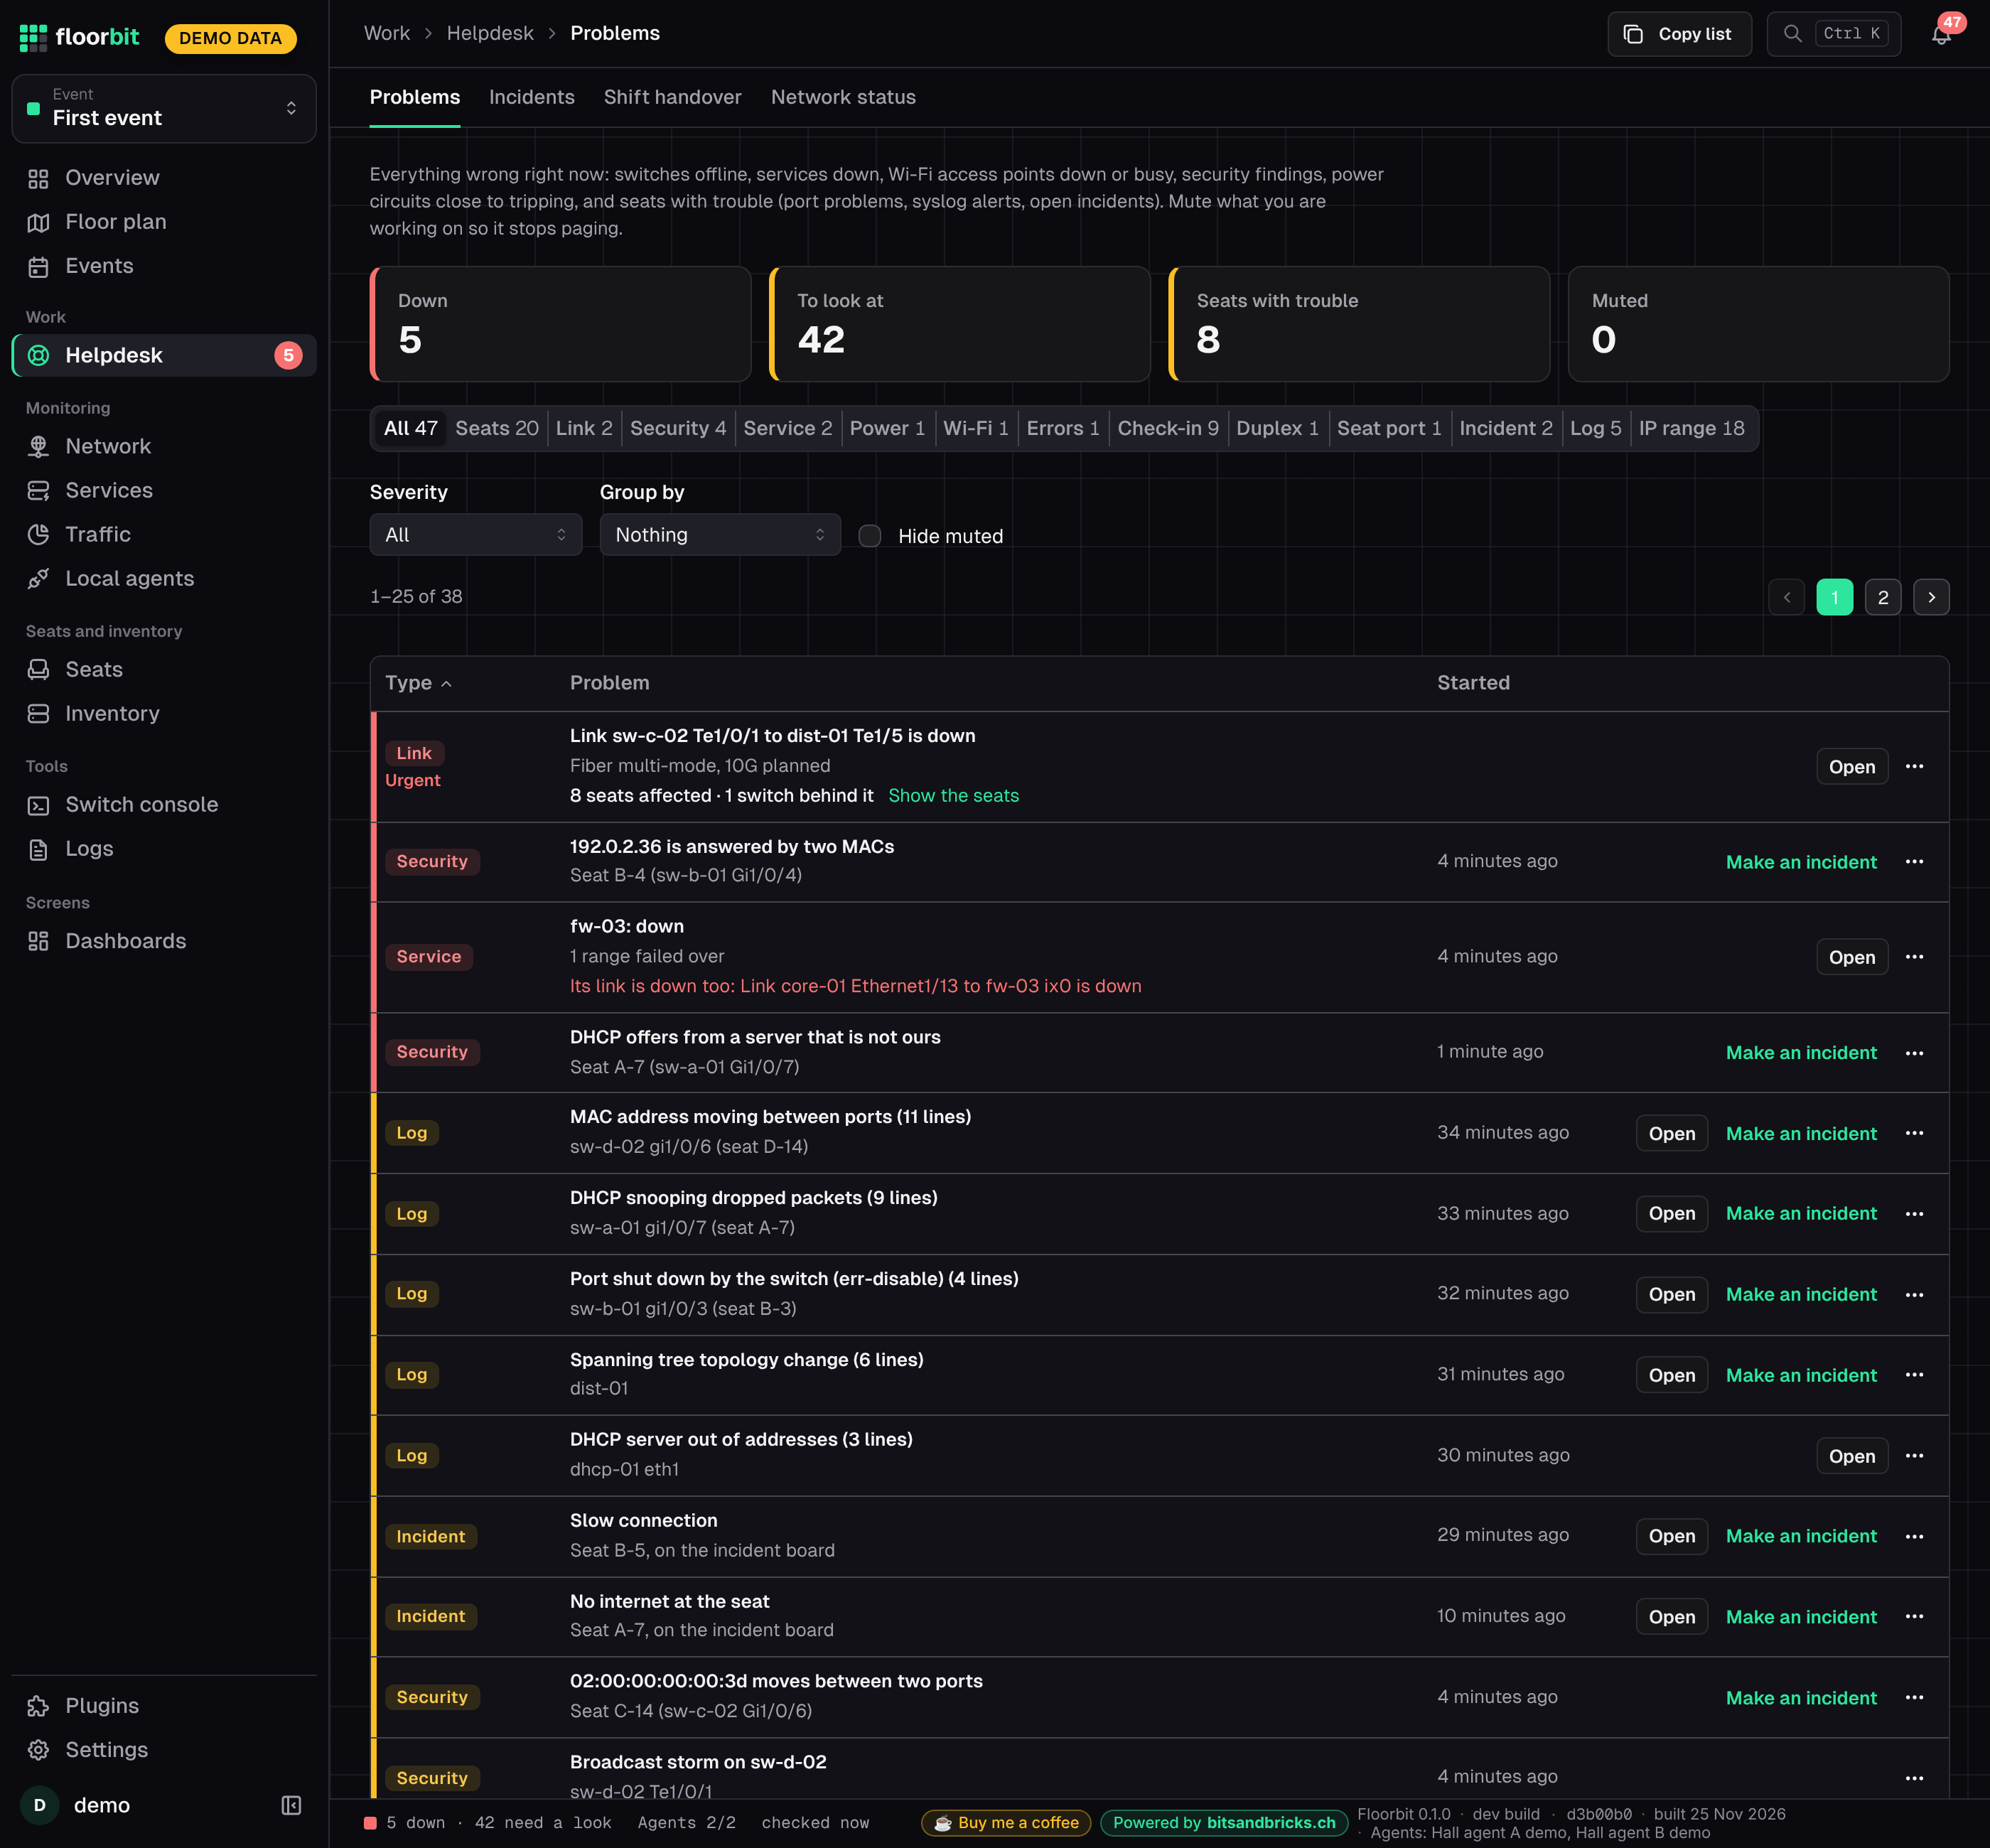 floorbit
DEMO DATA
Event
First event
Overview
Floor plan
Events
Work
Helpdesk 5
Monitoring
Network
Services
Traffic
Local agents
Seats and inventory
Seats
Inventory
Tools
Switch console
Logs
Screens
Dashboards
Plugins
Settings
D demo
Work > Helpdesk > Problems
Copy list
Ctrl K
47
Problems Incidents Shift handover Network status
Everything wrong right now: switches offline, services down, Wi-Fi access points down or busy, security findings, power
circuits close to tripping, and seats with trouble (port problems, syslog alerts, open incidents). Mute what you are
working on so it stops paging.
Down
5
To look at
42
Seats with trouble
8
Muted
0
All 47 Seats 20 Link 2 Security 4 Service 2 Power 1 Wi-Fi 1 Errors 1 Check-in 9 Duplex 1 Seat port 1 Incident 2 Log 5 IP range 18
Severity Group by
All Nothing Hide muted
1–25 of 38
1 2
Type Problem Started
Link
Urgent
Link sw-c-02 Te1/0/1 to dist-01 Te1/5 is down
Fiber multi-mode, 10G planned
8 seats affected · 1 switch behind it Show the seats
Open ...
Security
192.0.2.36 is answered by two MACs
Seat B-4 (sw-b-01 Gi1/0/4)
4 minutes ago
Make an incident ...
Service
fw-03: down
1 range failed over
Its link is down too: Link core-01 Ethernet1/13 to fw-03 ix0 is down
4 minutes ago
Open ...
Security
DHCP offers from a server that is not ours
Seat A-7 (sw-a-01 Gi1/0/7)
1 minute ago
Make an incident ...
Log
MAC address moving between ports (11 lines)
sw-d-02 gi1/0/6 (seat D-14)
34 minutes ago
Open Make an incident ...
Log
DHCP snooping dropped packets (9 lines)
sw-a-01 gi1/0/7 (seat A-7)
33 minutes ago
Open Make an incident ...
Log
Port shut down by the switch (err-disable) (4 lines)
sw-b-01 gi1/0/3 (seat B-3)
32 minutes ago
Open Make an incident ...
Log
Spanning tree topology change (6 lines)
dist-01
31 minutes ago
Open Make an incident ...
Log
DHCP server out of addresses (3 lines)
dhcp-01 eth1
30 minutes ago
Open ...
Incident
Slow connection
Seat B-5, on the incident board
29 minutes ago
Open Make an incident ...
Incident
No internet at the seat
Seat A-7, on the incident board
10 minutes ago
Open Make an incident ...
Security
02:00:00:00:00:3d moves between two ports
Seat C-14 (sw-c-02 Gi1/0/6)
4 minutes ago
Make an incident ...
Security
Broadcast storm on sw-d-02
sw-d-02 Te1/0/1
4 minutes ago
...
5 down · 42 need a look Agents 2/2 checked now
Buy me a coffee
Powered by bitsandbricks.ch
Floorbit 0.1.0 · dev build · d3b00b0 · built 25 Nov 2026
· Agents: Hall agent A demo, Hall agent B demo